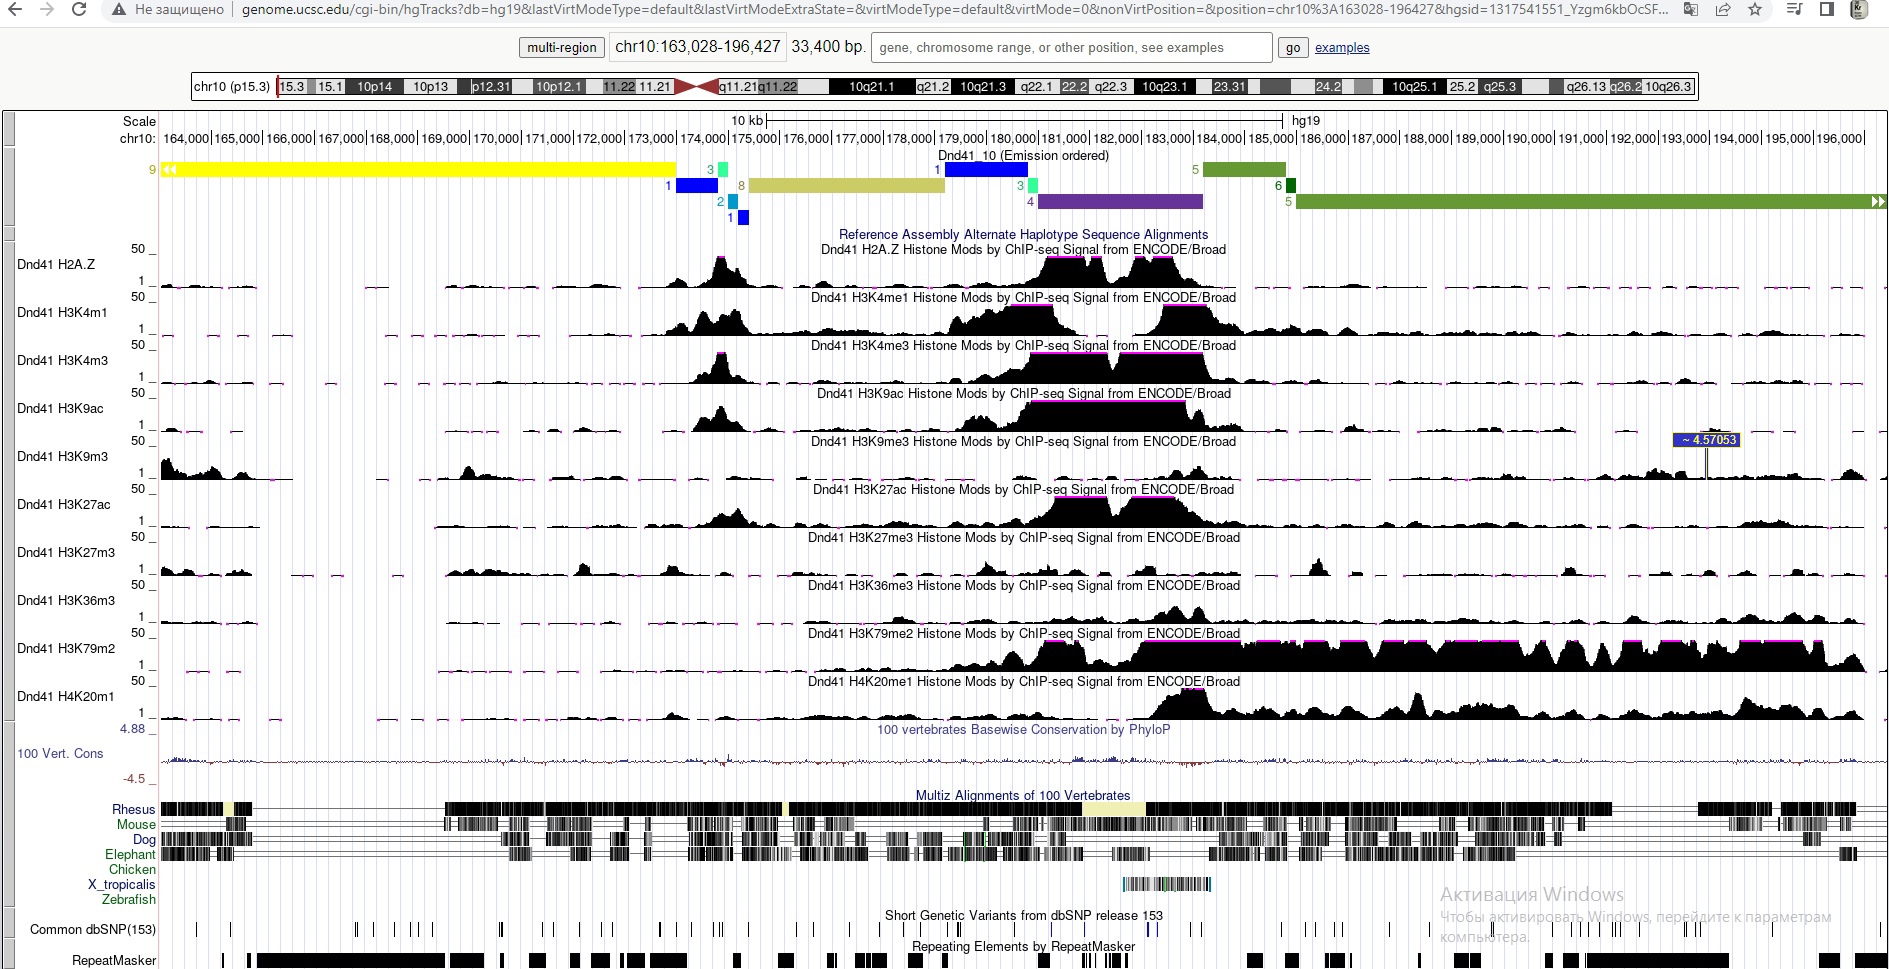 Не защищено | genome.ucsc.edu/cgi-bin/hgTracks?db=hg19&lastVirtModeType=default&lastVirtModeExtraState=&virtModeType=default&virtMode=0&nonVirtPosition=&position=chr10%3A163028-196427&hgsid=1317541551_Yzgm6kbOcSF...
multi-region chr10:163,028-196,427 33,400 bp. gene, chromosome range, or other position, see examples go examples
chr10 (p15.3) 15.3 15.1 10p14 10p13 p12.31 10p12.1 11.22 11.21 q11.21 q11.22 10q21.1 q21.2 10q21.3 q22.1 22.2 q22.3 10q23.1 23.31 24.2 10q25.1 25.2 q25.3 q26.13 q26.2 10q26.3
Scale 10 kb hg19
chr10: 164,000| 165,000| 166,000| 167,000| 168,000| 169,000| 170,000| 171,000| 172,000| 173,000| 174,000| 175,000| 176,000| 177,000| 178,000| 179,000| 180,000| 181,000| 182,000| 183,000| 184,000| 185,000| 186,000| 187,000| 188,000| 189,000| 190,000| 191,000| 192,000| 193,000| 194,000| 195,000| 196,000|
Dnd41_10 (Emission ordered)
9 3 1 5
1 8 3 6
2 4 5
1
Reference Assembly Alternate Haplotype Sequence Alignments
50 _ Dnd41 H2A.Z Histone Mods by ChIP-seq Signal from ENCODE/Broad
Dnd41 H2A.Z
1 _
50 _ Dnd41 H3K4me1 Histone Mods by ChIP-seq Signal from ENCODE/Broad
Dnd41 H3K4m1
1 _
50 _ Dnd41 H3K4me3 Histone Mods by ChIP-seq Signal from ENCODE/Broad
Dnd41 H3K4m3
1 _
50 _ Dnd41 H3K9ac Histone Mods by ChIP-seq Signal from ENCODE/Broad
Dnd41 H3K9ac
1 _
50 _ Dnd41 H3K9me3 Histone Mods by ChIP-seq Signal from ENCODE/Broad ~ 4.57053
Dnd41 H3K9m3
1 _
50 _ Dnd41 H3K27ac Histone Mods by ChIP-seq Signal from ENCODE/Broad
Dnd41 H3K27ac
1 _
50 _ Dnd41 H3K27me3 Histone Mods by ChIP-seq Signal from ENCODE/Broad
Dnd41 H3K27m3
1 _
50 _ Dnd41 H3K36me3 Histone Mods by ChIP-seq Signal from ENCODE/Broad
Dnd41 H3K36m3
1 _
50 _ Dnd41 H3K79me2 Histone Mods by ChIP-seq Signal from ENCODE/Broad
Dnd41 H3K79m2
1 _
50 _ Dnd41 H4K20me1 Histone Mods by ChIP-seq Signal from ENCODE/Broad
Dnd41 H4K20m1
1 _
4.88 _ 100 vertebrates Basewise Conservation by PhyloP
100 Vert. Cons
-4.5 _
Multiz Alignments of 100 Vertebrates
Rhesus
Mouse
Dog
Elephant
Chicken
X_tropicalis
Zebrafish
Активация Windows
Чтобы активировать Windows, перейдите к параметрам
компьютера.
Short Genetic Variants from dbSNP release 153
Common dbSNP(153)
Repeating Elements by RepeatMasker
RepeatMasker